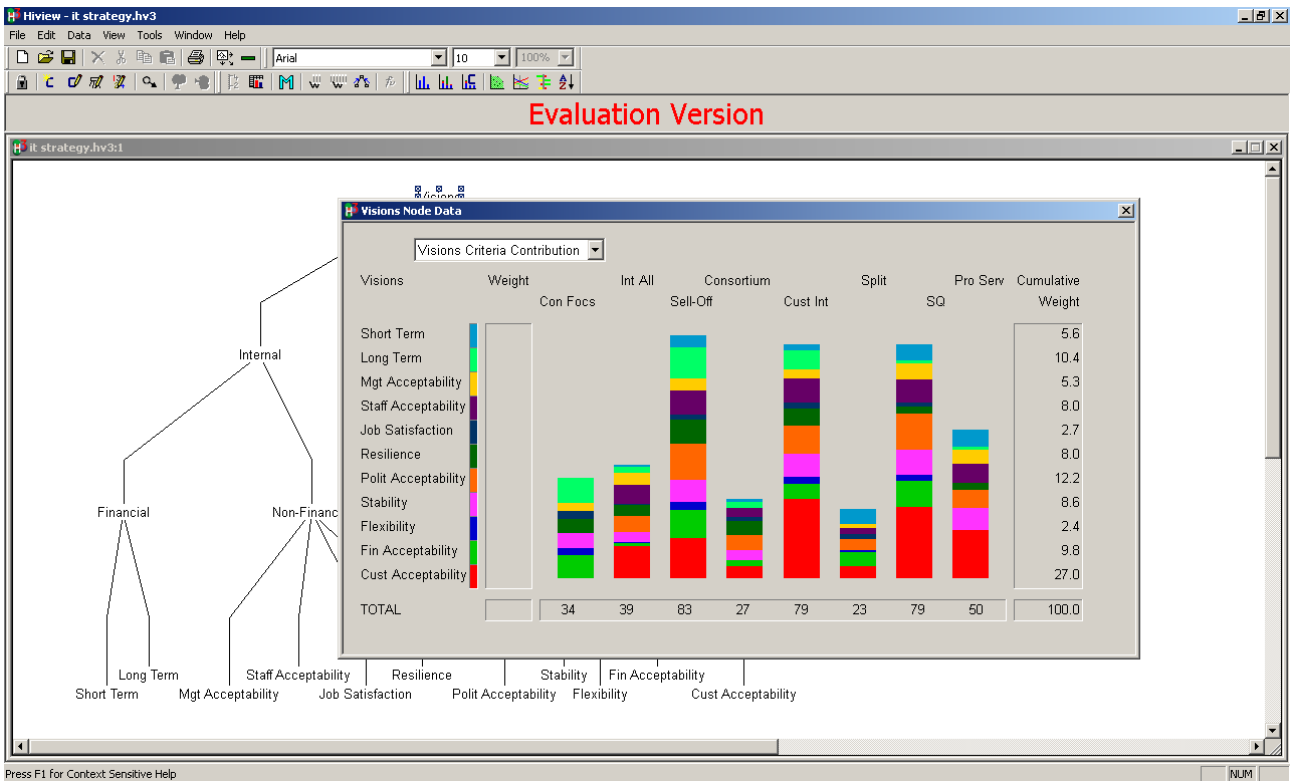 Hiview - it strategy.hv3
File Edit Data View Tools Window Help
Arial 10 100%
Evaluation Version
it strategy.hv3:1
Visions
Visions Node Data
Visions Criteria Contribution
Visions Weight Int All Consortium Split Pro Serv Cumulative
Con Focs Sell-Off Cust Int SQ Weight
Short Term 5.6
Long Term 10.4
Mgt Acceptability 5.3
Staff Acceptability 8.0
Job Satisfaction 2.7
Resilience 8.0
Polit Acceptability 12.2
Stability 8.6
Flexibility 2.4
Fin Acceptability 9.8
Cust Acceptability 27.0
TOTAL 34 39 83 27 79 23 79 50 100.0
Internal
Financial Non-Financ
Long Term Staff Acceptability Resilience Stability Fin Acceptability
Short Term Mgt Acceptability Job Satisfaction Polit Acceptability Flexibility Cust Acceptability
Press F1 for Context Sensitive Help NUM